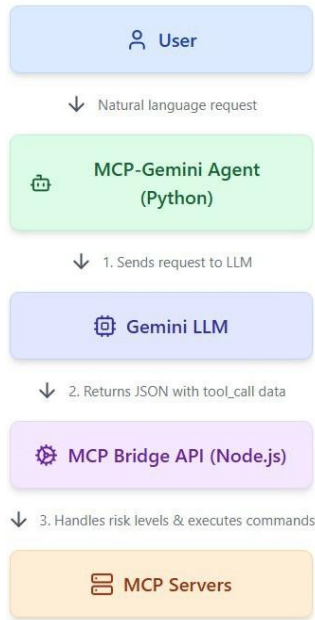 User
Natural language request
MCP-Gemini Agent
(Python)
1. Sends request to LLM
Gemini LLM
2. Returns JSON with tool_call data
MCP Bridge API (Node.js)
3. Handles risk levels & executes commands
MCP Servers